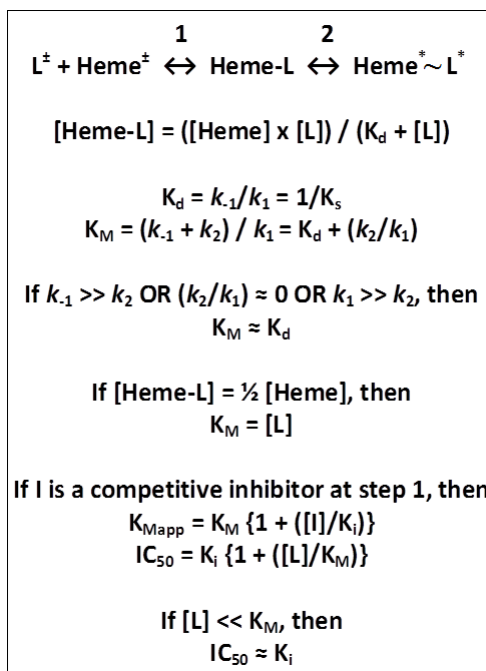 1 2
L± + Heme± ↔ Heme-L ↔ Heme*~ L*
[Heme-L] = ([Heme] x [L]) / (Kd + [L])
Kd = k-1/k1 = 1/Ks
KM = (k-1 + k2) / k1 = Kd + (k2/k1)
If k-1 >> k2 OR (k2/k1) ≈ 0 OR k1 >> k2, then
KM ≈ Kd
If [Heme-L] = ½ [Heme], then
KM = [L]
If I is a competitive inhibitor at step 1, then
KMapp = KM {1 + ([I]/Ki)}
IC50 = Ki {1 + ([L]/KM)}
If [L] << KM, then
IC50 ≈ Ki